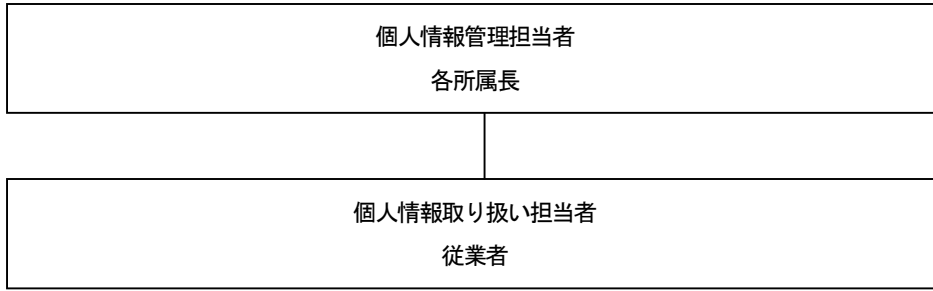 個人情報管理担当者
各所属長
個人情報取り扱い担当者
従業者